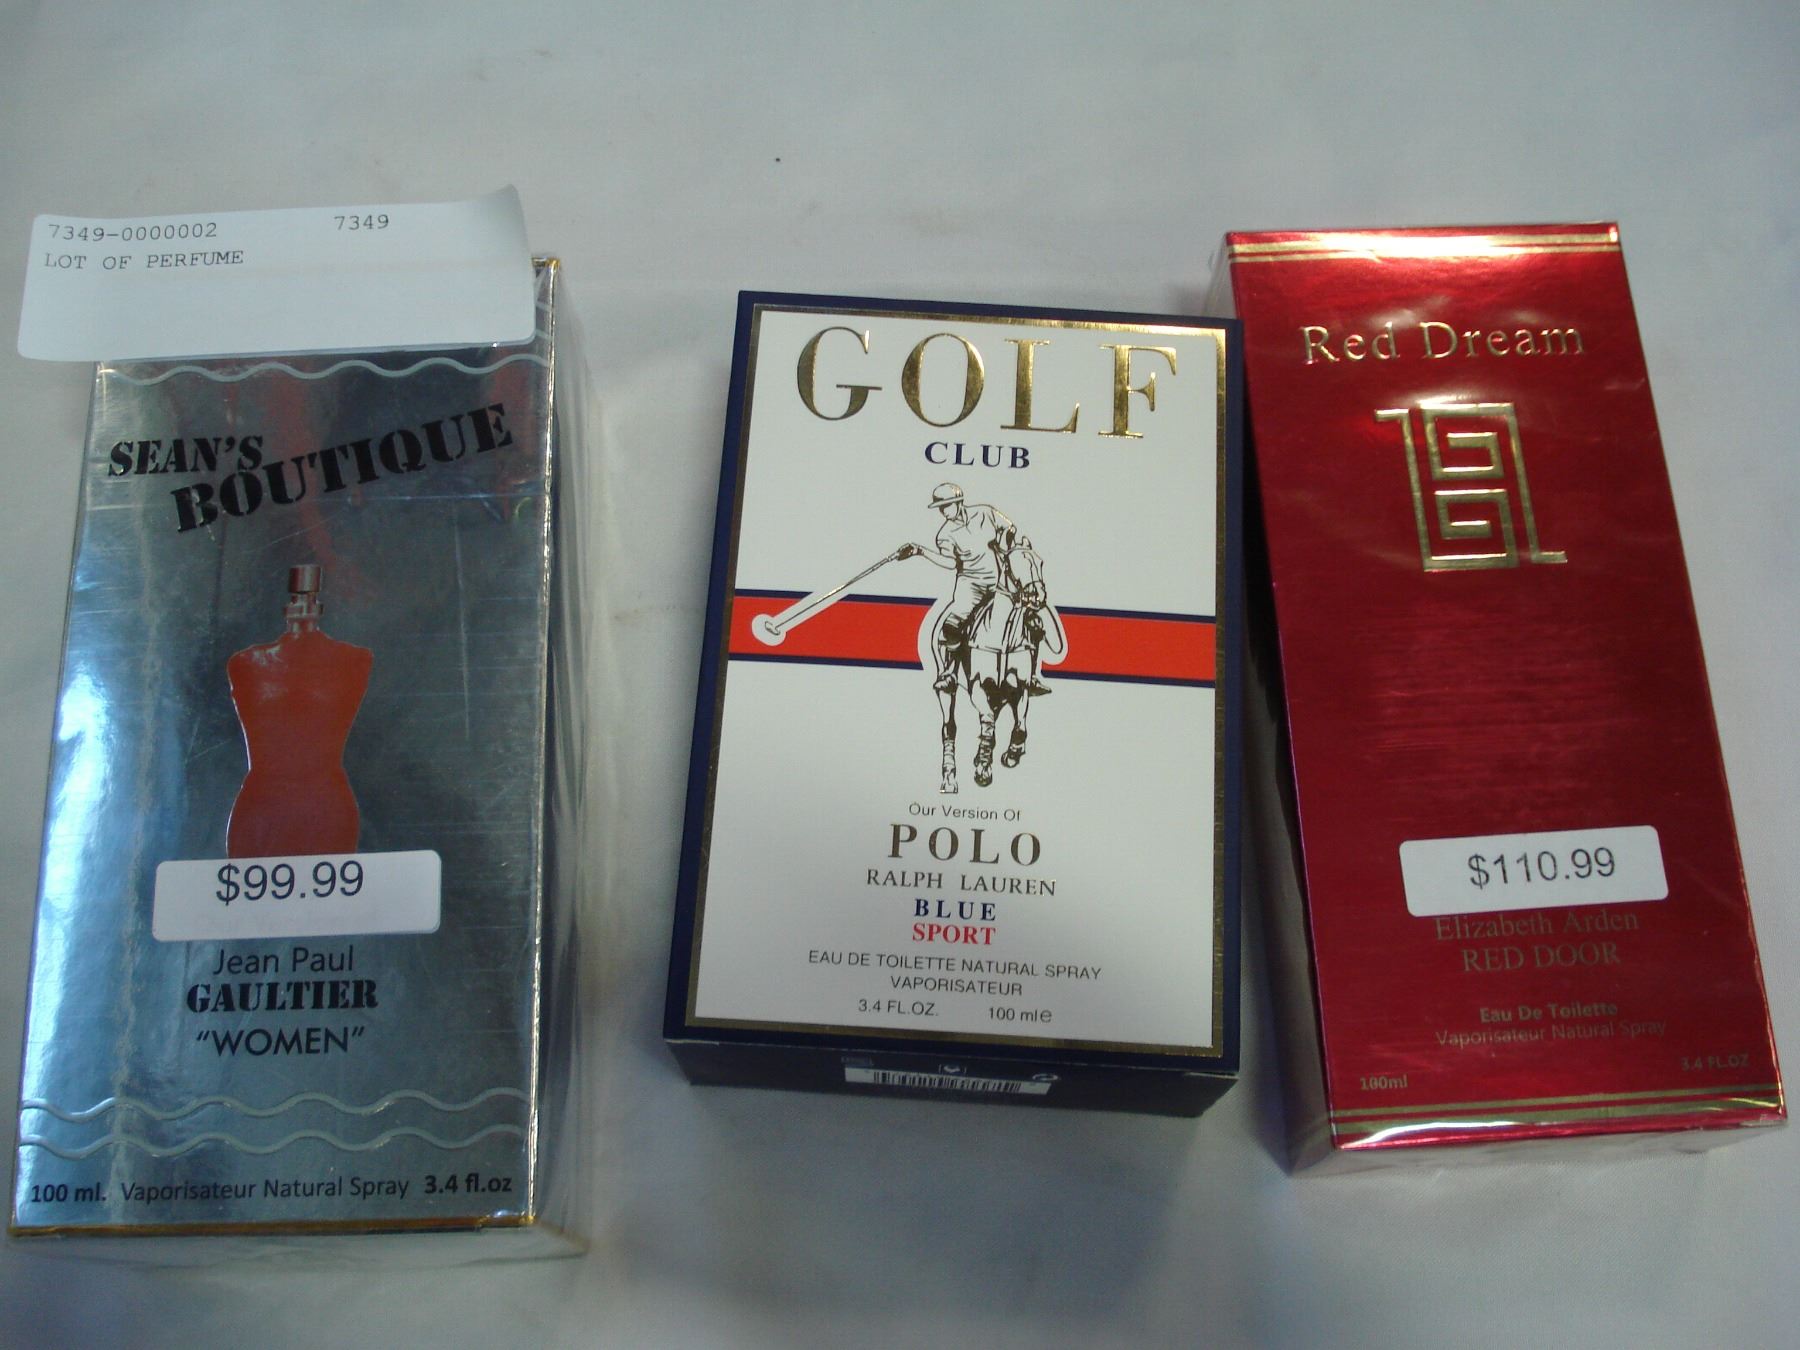 7349-0000002 7349
LOT OF PERFUME
SEAN'S
BOUTIQUE
$99.99
Jean Paul
GAULTIER
"WOMEN"
100 ml. Vaporisateur Natural Spray 3.4 fl.oz
GOLF
CLUB
Our Version Of
POLO
RALPH LAUREN
BLUE
SPORT
EAU DE TOILETTE NATURAL SPRAY
VAPORISATEUR
3.4 FL.OZ. 100 ml e
Red Dream
$110.99
Elizabeth Arden
RED DOOR
Eau De Toilette
Vaporisateur Natural Spray
3.4 FL.OZ
100ml